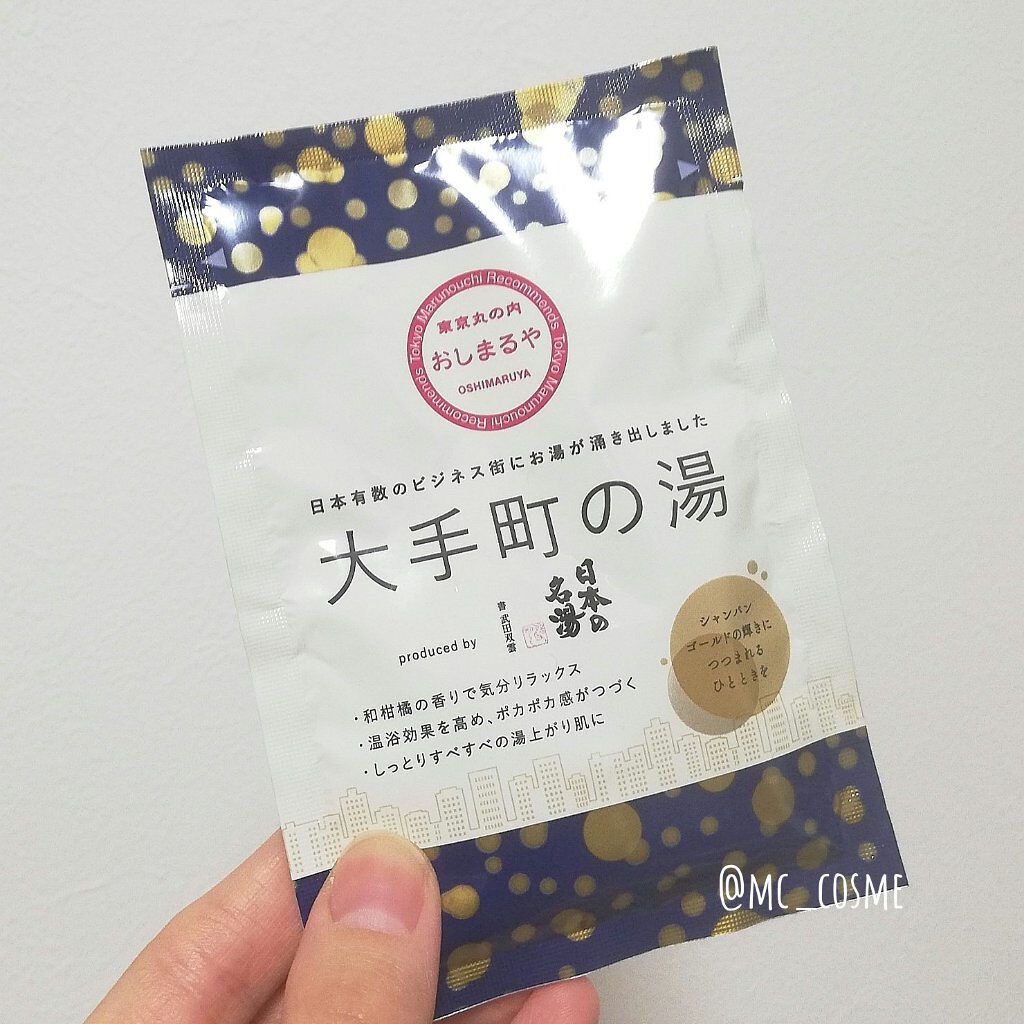 Tokyo Marunouchi Recommends Tokyo Marunouchi Recommends
東京丸の内
おしまるや
OSHIMARUYA
日本有数のビジネス街にお湯が涌き出しました
大手町の湯
produced by
書 武田双雲
日本の
名湯
シャンパン
ゴールドの輝きに
つつまれる
ひとときを
・和柑橘の香りで気分リラックス
・温浴効果を高め、ポカポカ感がつづく
・しっとりすべすべの湯上がり肌に
@MC_COSME